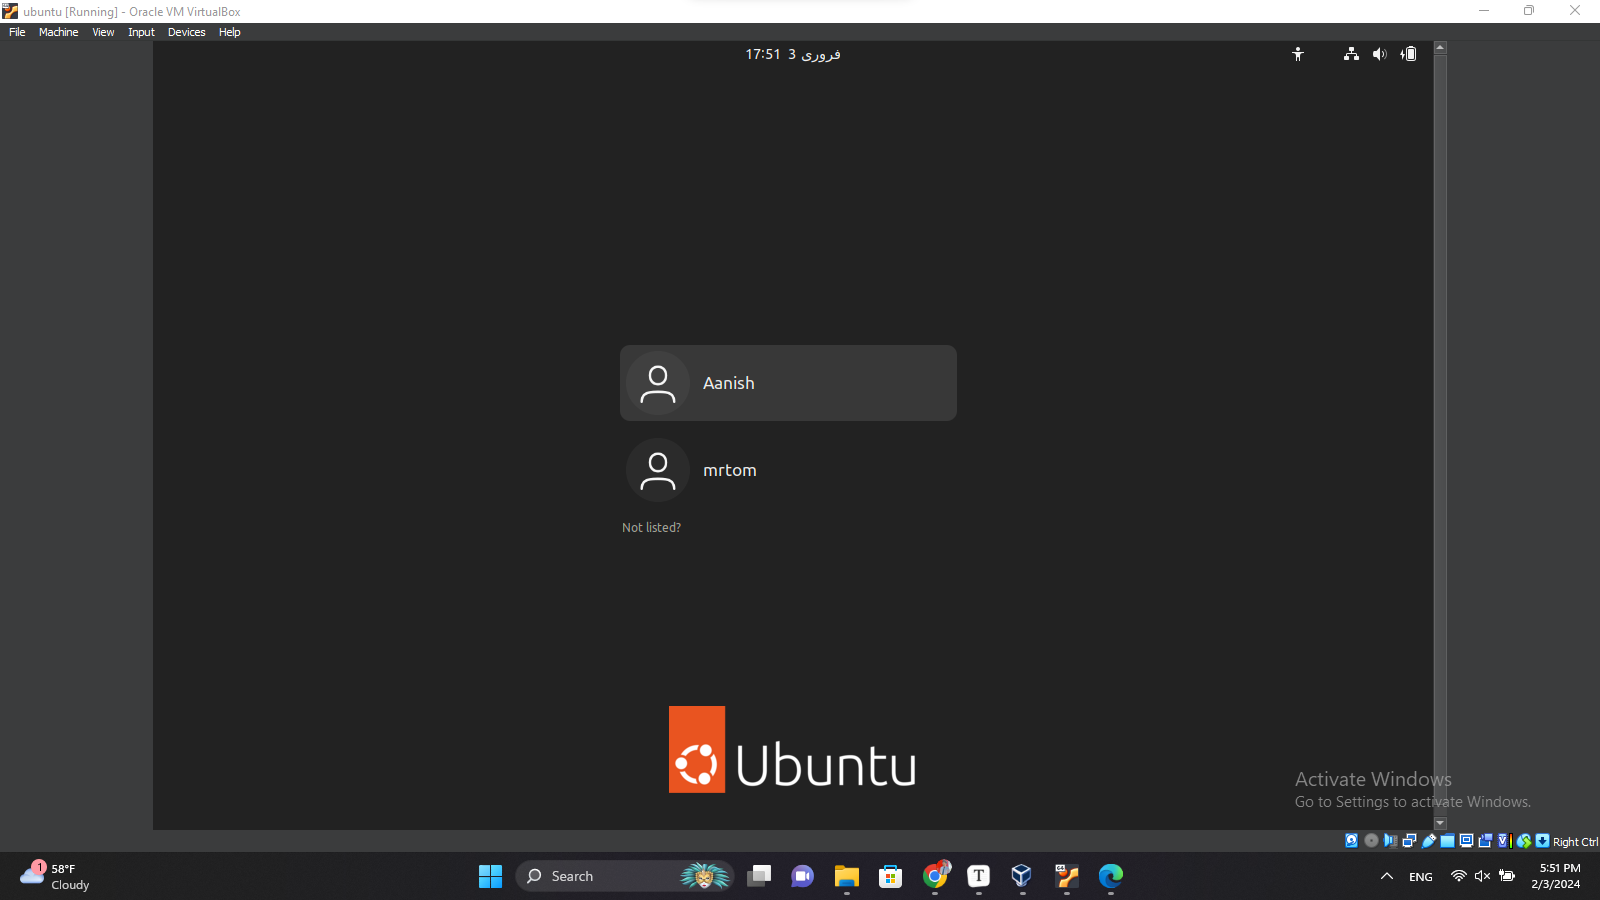 ubuntu [Running] - Oracle VM VirtualBox
File Machine View Input Devices Help
17:51 3 فروری
Aanish
mrtom
Not listed?
Ubuntu
Activate Windows
Go to Settings to activate Windows.
Right Ctrl
1
58°F
Cloudy
Search
T
64
ENG
5:51 PM
2/3/2024